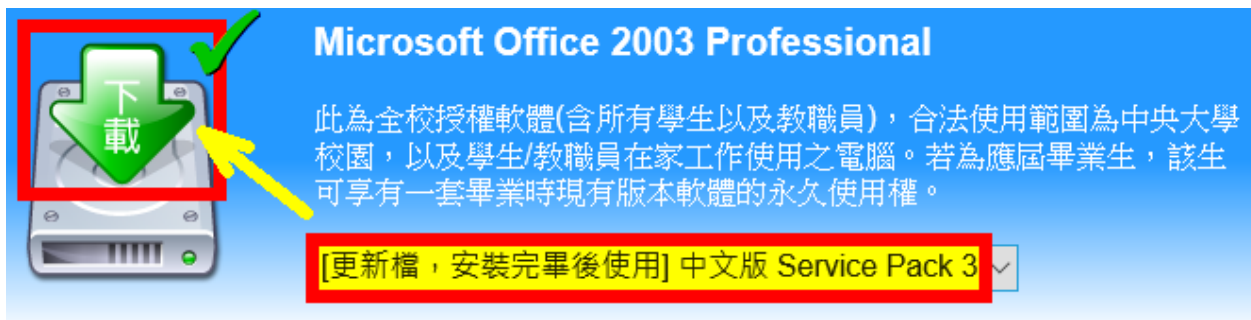 下
載
Microsoft Office 2003 Professional
此為全校授權軟體(含所有學生以及教職員)，合法使用範圍為中央大學
校園，以及學生/教職員在家工作使用之電腦。若為應屆畢業生，該生
可享有一套畢業時現有版本軟體的永久使用權。
[更新檔，安裝完畢後使用] 中文版 Service Pack 3